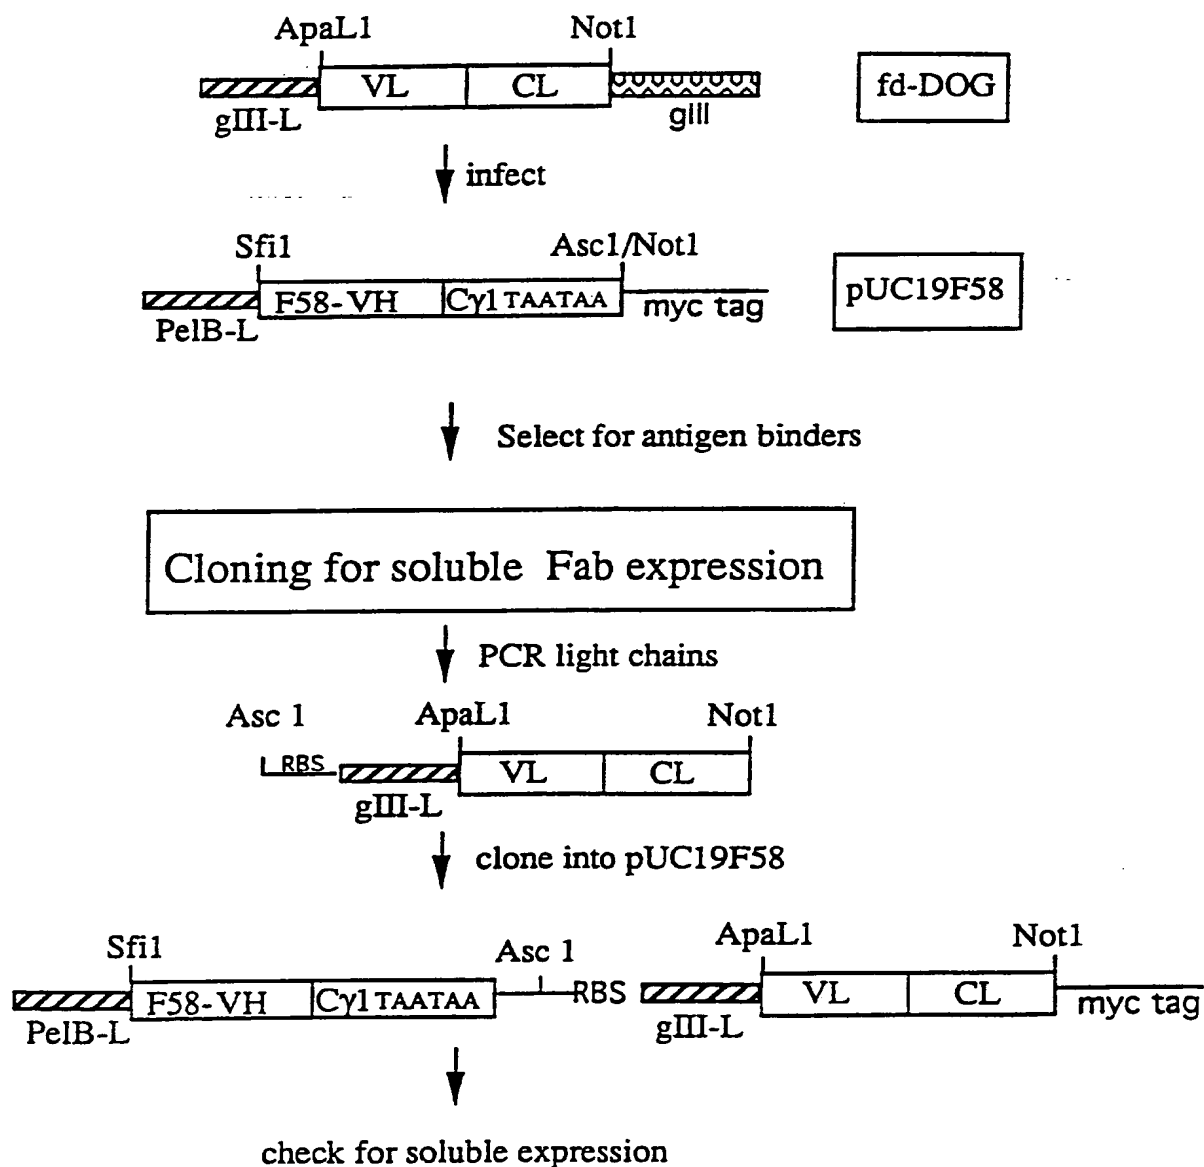 ApaL1 Not1
VL CL fd-DOG
gIII-L gIII
infect
Sfi1 Asc1/Not1
F58-VH Cγ1 TAATAA myc tag pUC19F58
PelB-L
Select for antigen binders
Cloning for soluble Fab expression
PCR light chains
Asc 1 ApaL1 Not1
RBS VL CL
gIII-L
clone into pUC19F58
Sfi1 Asc 1 ApaL1 Not1
F58-VH Cγ1 TAATAA RBS VL CL myc tag
PelB-L gIII-L
check for soluble expression